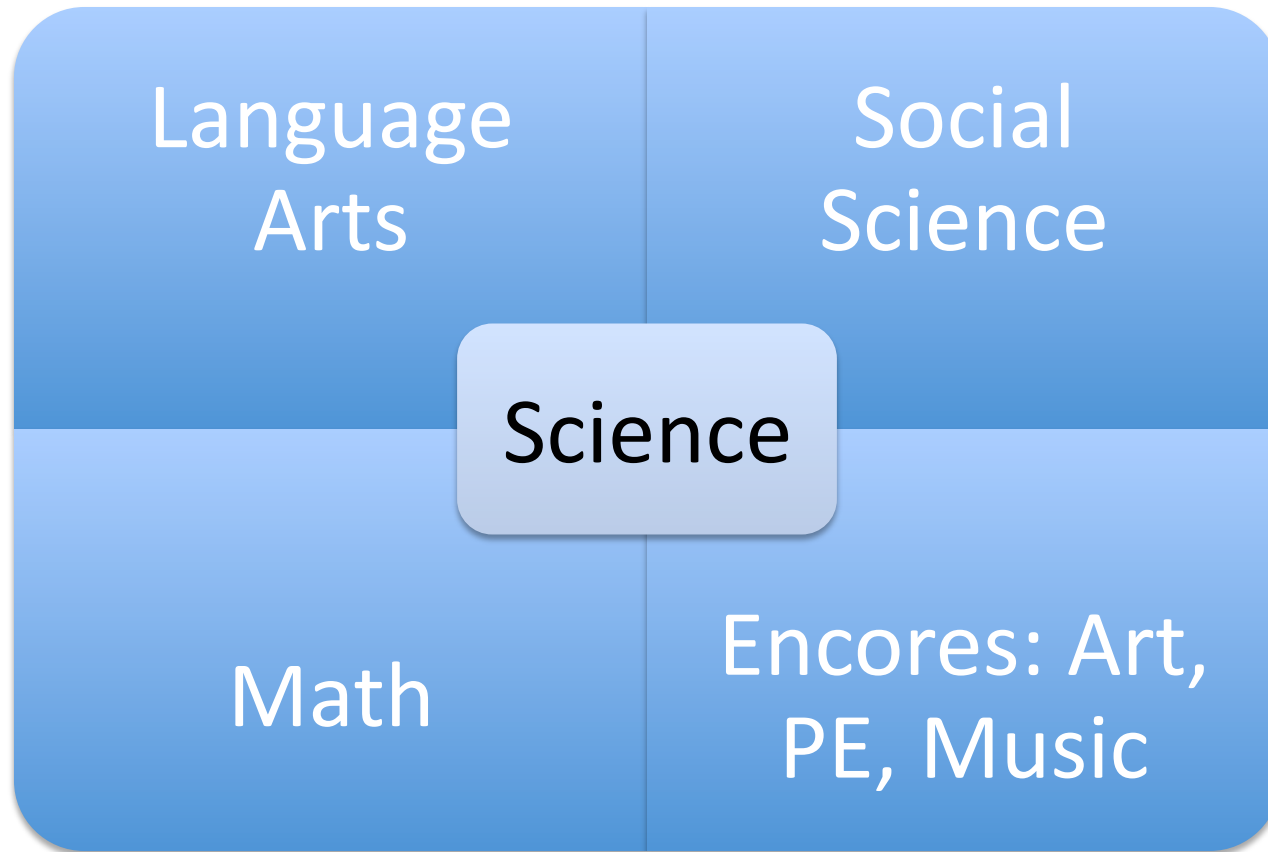 Language
Arts
Social
Science
Science
Math
Encores: Art,
PE, Music